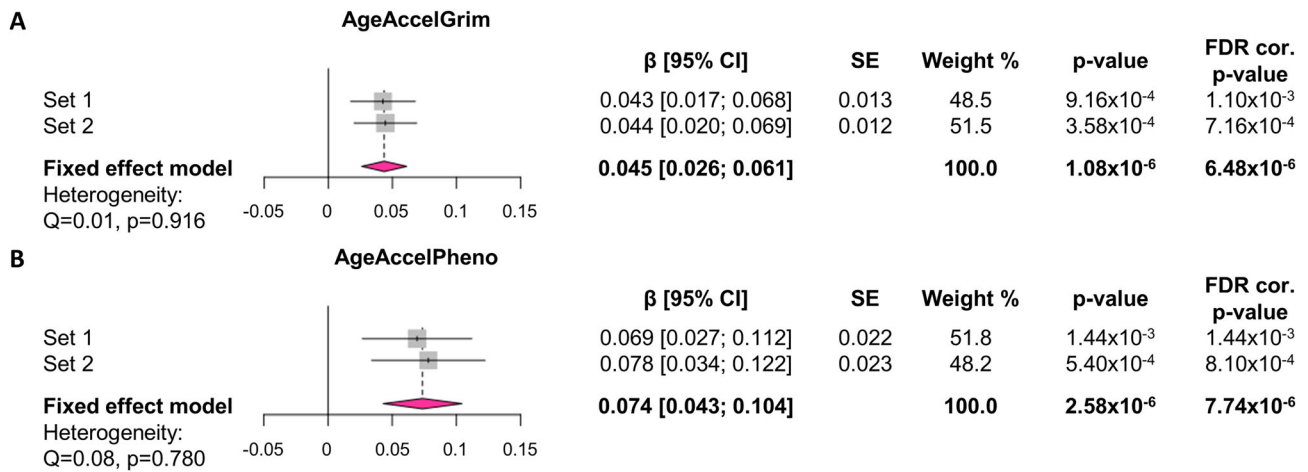 A
AgeAccelGrim
β [95% CI] SE Weight % p-value FDR cor. p-value
Set 1 0.043 [0.017; 0.068] 0.013 48.5 9.16x10⁻⁴ 1.10x10⁻³
Set 2 0.044 [0.020; 0.069] 0.012 51.5 3.58x10⁻⁴ 7.16x10⁻⁴
Fixed effect model 0.045 [0.026; 0.061] 100.0 1.08x10⁻⁶ 6.48x10⁻⁶
Heterogeneity:
Q=0.01, p=0.916
-0.05 0 0.05 0.1 0.15
B
AgeAccelPheno
β [95% CI] SE Weight % p-value FDR cor. p-value
Set 1 0.069 [0.027; 0.112] 0.022 51.8 1.44x10⁻³ 1.44x10⁻³
Set 2 0.078 [0.034; 0.122] 0.023 48.2 5.40x10⁻⁴ 8.10x10⁻⁴
Fixed effect model 0.074 [0.043; 0.104] 100.0 2.58x10⁻⁶ 7.74x10⁻⁶
Heterogeneity:
Q=0.08, p=0.780
-0.05 0 0.05 0.1 0.15